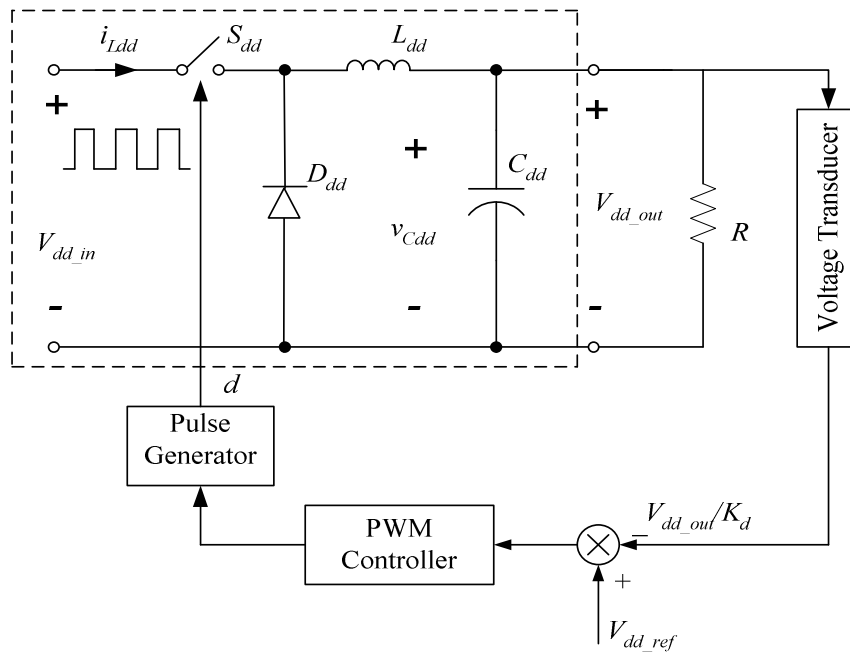 i_Ldd
S_dd
L_dd
+
+
+
D_dd
C_dd
V_dd_in
v_Cdd
V_dd_out
R
Voltage Transducer
-
-
-
d
Pulse
Generator
PWM
Controller
V_dd_out/K_d
−
+
V_dd_ref